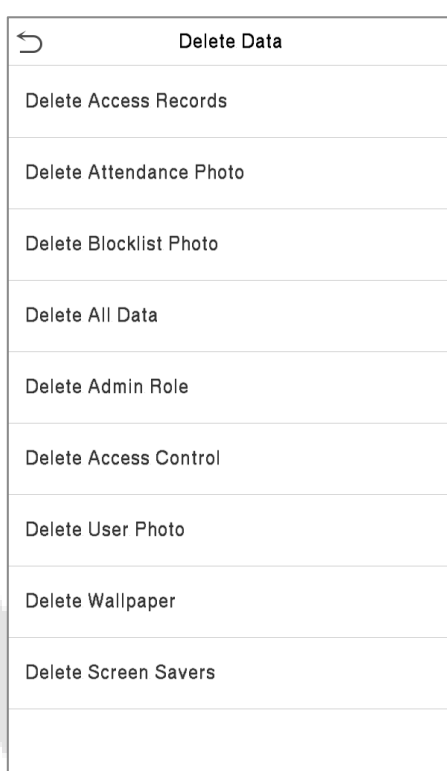 Delete Data
Delete Access Records
Delete Attendance Photo
Delete Blocklist Photo
Delete All Data
Delete Admin Role
Delete Access Control
Delete User Photo
Delete Wallpaper
Delete Screen Savers